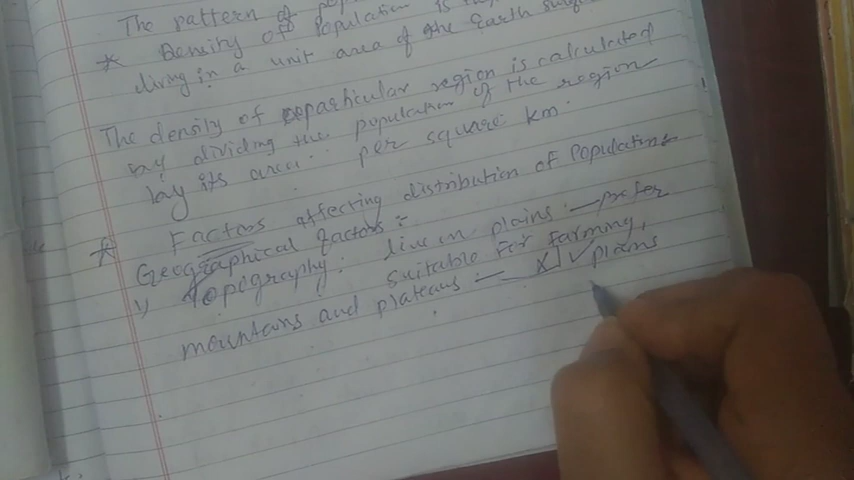 The pattern of
* Density of Population is
living in a unit area of the Earth
The density of particular region is calculated
by dividing the population of the region
by its area. per square km.
* Factors affecting distribution of Population
Geographical factors:
1) Topography: live in plains - prefer
suitable for farming,
mountains and plateaus - x ✓ plains